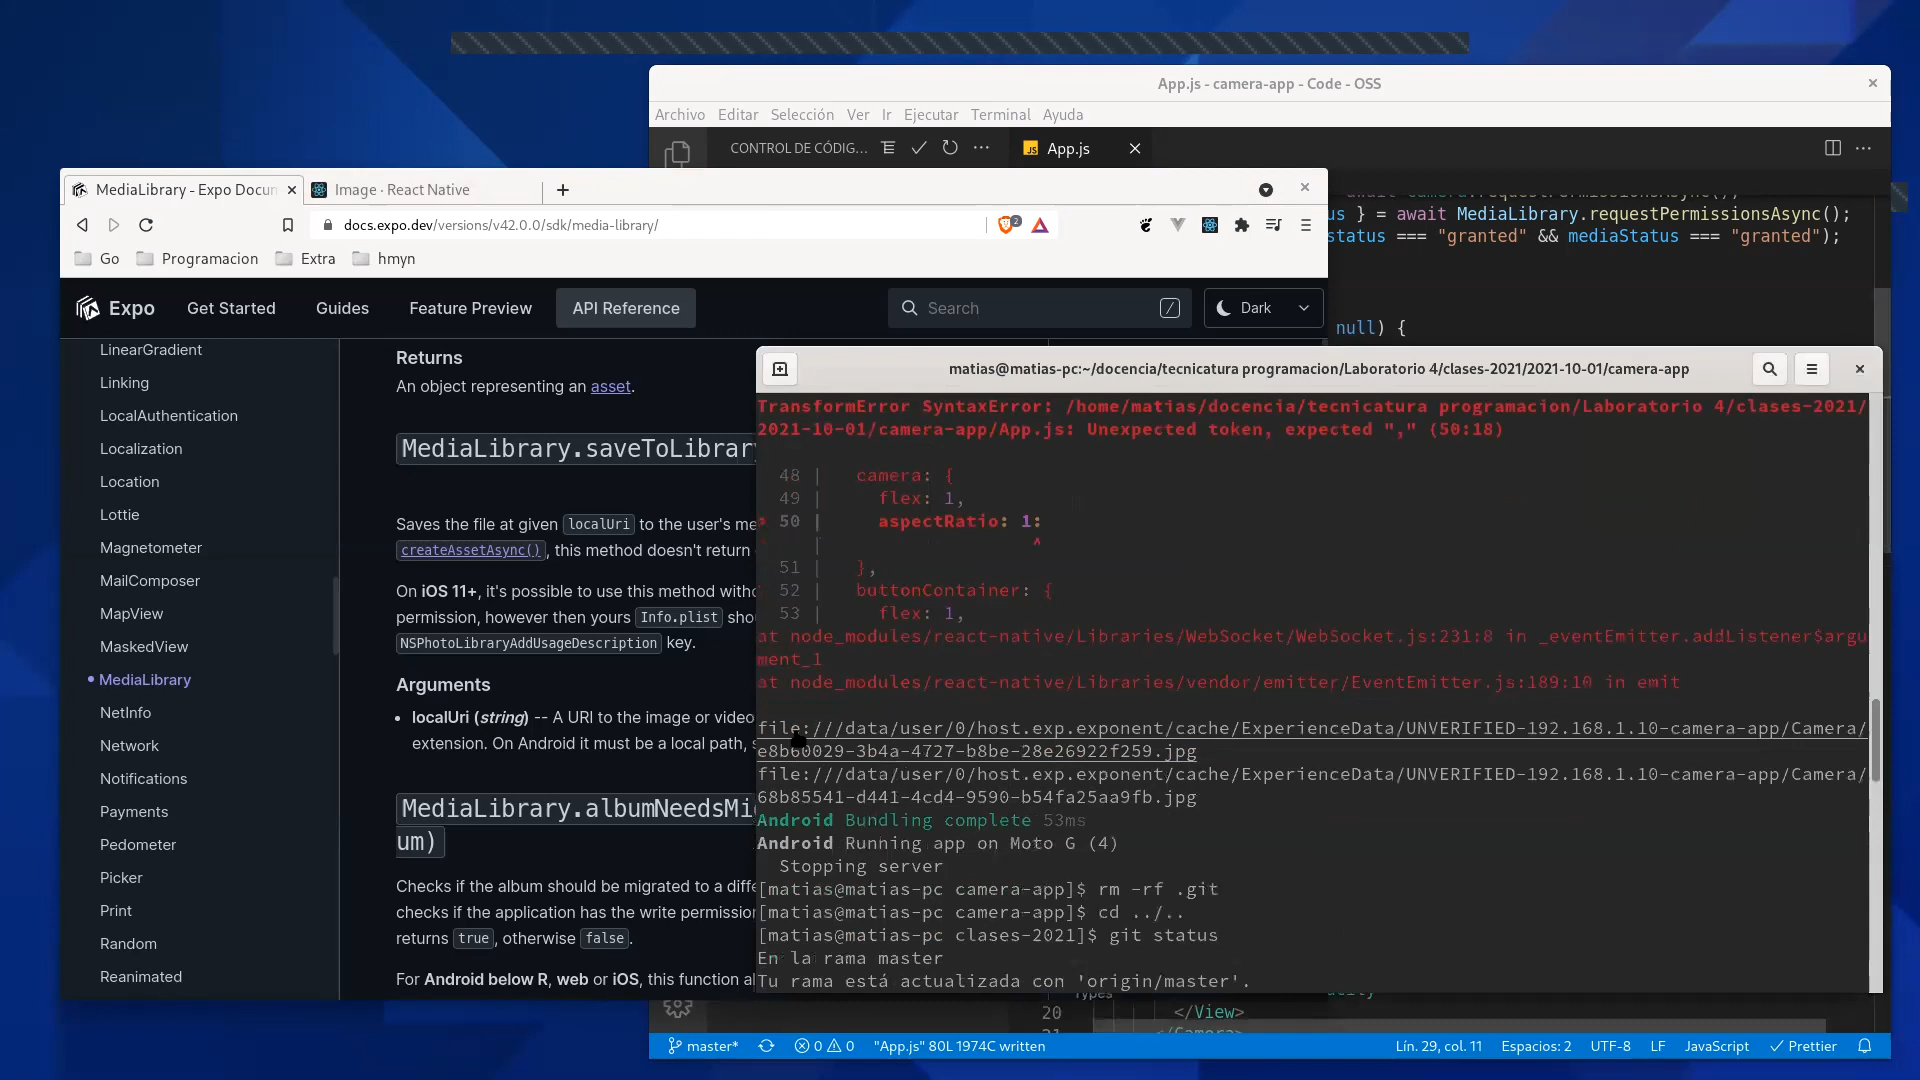 App.js - camera-app - Code - OSS
Archivo Editar Selección Ver Ir Ejecutar Terminal Ayuda
CONTROL DE CÓDIG... App.js
MediaLibrary - Expo Docun
Image · React Native
docs.expo.dev/versions/v42.0.0/sdk/media-library/
2
Go Programacion Extra hmyn
us } = await MediaLibrary.requestPermissionsAsync();
status === "granted" && mediaStatus === "granted");
null) {
Expo Get Started Guides Feature Preview API Reference Search / Dark
LinearGradient
Linking
LocalAuthentication
Localization
Location
Lottie
Magnetometer
MailComposer
MapView
MaskedView
• MediaLibrary
NetInfo
Network
Notifications
Payments
Pedometer
Picker
Print
Random
Reanimated
Returns
An object representing an asset.
MediaLibrary.saveToLibrary
Saves the file at given localUri to the user's me
createAssetAsync(), this method doesn't return
On iOS 11+, it's possible to use this method witho
permission, however then yours Info.plist shou
NSPhotoLibraryAddUsageDescription key.
Arguments
• localUri (string) -- A URI to the image or video
extension. On Android it must be a local path, s
MediaLibrary.albumNeedsMi
um)
Checks if the album should be migrated to a diffe
checks if the application has the write permission
returns true, otherwise false.
For Android below R, web or iOS, this function al
matias@matias-pc:~/docencia/tecnicatura programacion/Laboratorio 4/clases-2021/2021-10-01/camera-app
TransformError SyntaxError: /home/matias/docencia/tecnicatura programacion/Laboratorio 4/clases-2021/
2021-10-01/camera-app/App.js: Unexpected token, expected "," (50:18)
48 | camera: {
49 | flex: 1,
50 | aspectRatio: 1:
| ^
51 | },
52 | buttonContainer: {
53 | flex: 1,
at node_modules/react-native/Libraries/WebSocket/WebSocket.js:231:8 in _eventEmitter.addListener$argu
ment_1
at node_modules/react-native/Libraries/vendor/emitter/EventEmitter.js:189:10 in emit
file:///data/user/0/host.exp.exponent/cache/ExperienceData/UNVERIFIED-192.168.1.10-camera-app/Camera/
e8b60029-3b4a-4727-b8be-28e26922f259.jpg
file:///data/user/0/host.exp.exponent/cache/ExperienceData/UNVERIFIED-192.168.1.10-camera-app/Camera/
68b85541-d441-4cd4-9590-b54fa25aa9fb.jpg
Android Bundling complete 53ms
Android Running app on Moto G (4)
Stopping server
[matias@matias-pc camera-app]$ rm -rf .git
[matias@matias-pc camera-app]$ cd ../..
[matias@matias-pc clases-2021]$ git status
En la rama master
Tu rama está actualizada con 'origin/master'.
20 </View>
master* 0 0 "App.js" 80L 1974C written Lín. 29, col. 11 Espacios: 2 UTF-8 LF JavaScript Prettier